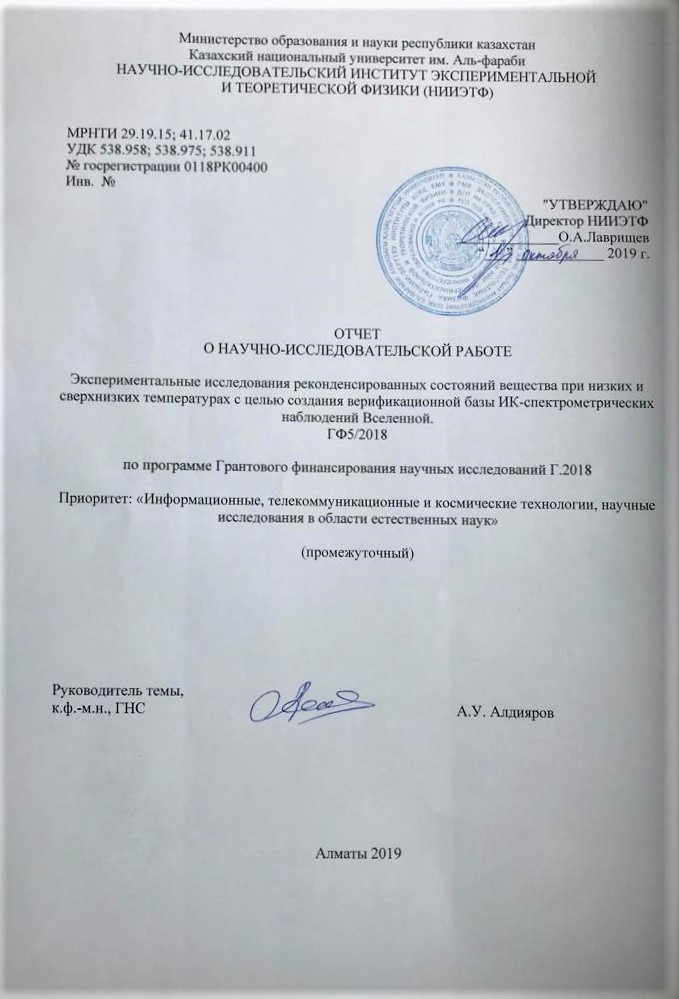 Министерство образования и науки республики казахстан
Казахский национальный университет им. Аль-фараби
НАУЧНО-ИССЛЕДОВАТЕЛЬСКИЙ ИНСТИТУТ ЭКСПЕРИМЕНТАЛЬНОЙ
И ТЕОРЕТИЧЕСКОЙ ФИЗИКИ (НИИЭТФ)
МРНТИ 29.19.15; 41.17.02
УДК 538.958; 538.975; 538.911
№ госрегистрации 0118РК00400
Инв. №
"УТВЕРЖДАЮ"
Директор НИИЭТФ
О.А.Лаврищев
октября 2019 г.
ОТЧЕТ
О НАУЧНО-ИССЛЕДОВАТЕЛЬСКОЙ РАБОТЕ
Экспериментальные исследования реконденсированных состояний вещества при низких и
сверхнизких температурах с целью создания верификационной базы ИК-спектрометрических
наблюдений Вселенной.
ГФ5/2018
по программе Грантового финансирования научных исследований Г.2018
Приоритет: «Информационные, телекоммуникационные и космические технологии, научные
исследования в области естественных наук»
(промежуточный)
Руководитель темы,
к.ф.-м.н., ГНС
А.У. Алдияров
Алматы 2019